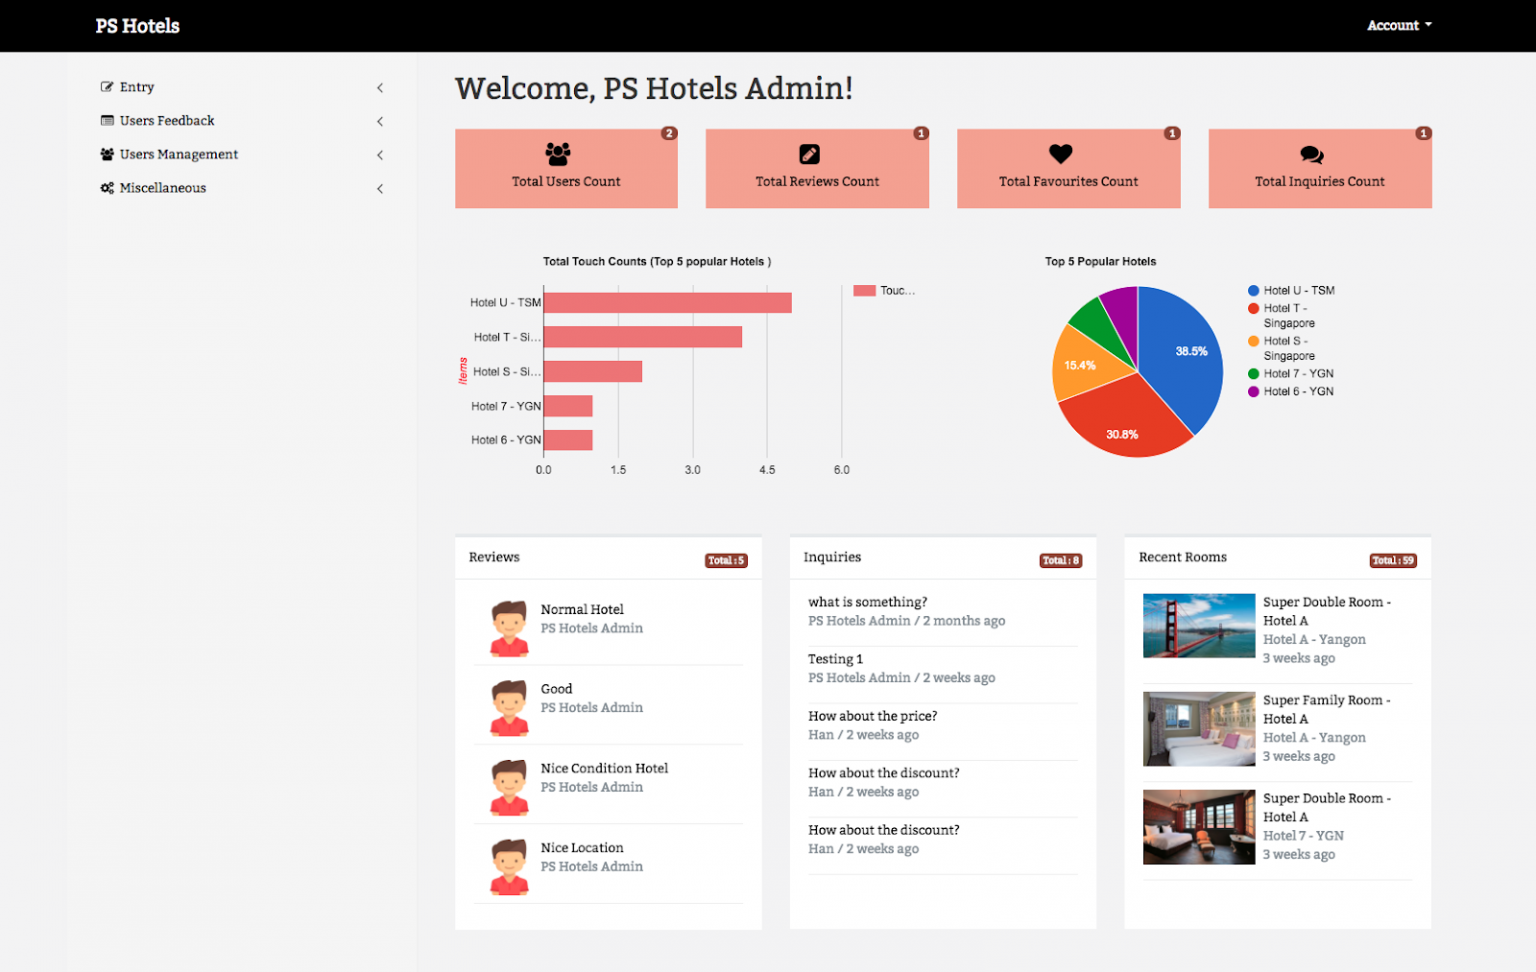 PS Hotels
Account
Entry
Users Feedback
Users Management
Miscellaneous
Welcome, PS Hotels Admin!
2
Total Users Count
1
Total Reviews Count
1
Total Favourites Count
1
Total Inquiries Count
Total Touch Counts (Top 5 popular Hotels )
Items
Hotel U - TSM
Hotel T - Si...
Hotel S - Si...
Hotel 7 - YGN
Hotel 6 - YGN
0.0 1.5 3.0 4.5 6.0
Touc...
Top 5 Popular Hotels
38.5%
30.8%
15.4%
Hotel U - TSM
Hotel T -
Singapore
Hotel S -
Singapore
Hotel 7 - YGN
Hotel 6 - YGN
Reviews
Total : 5
Normal Hotel
PS Hotels Admin
Good
PS Hotels Admin
Nice Condition Hotel
PS Hotels Admin
Nice Location
PS Hotels Admin
Inquiries
Total : 8
what is something?
PS Hotels Admin / 2 months ago
Testing 1
PS Hotels Admin / 2 weeks ago
How about the price?
Han / 2 weeks ago
How about the discount?
Han / 2 weeks ago
How about the discount?
Han / 2 weeks ago
Recent Rooms
Total : 59
Super Double Room -
Hotel A
Hotel A - Yangon
3 weeks ago
Super Family Room -
Hotel A
Hotel A - Yangon
3 weeks ago
Super Double Room -
Hotel A
Hotel 7 - YGN
3 weeks ago